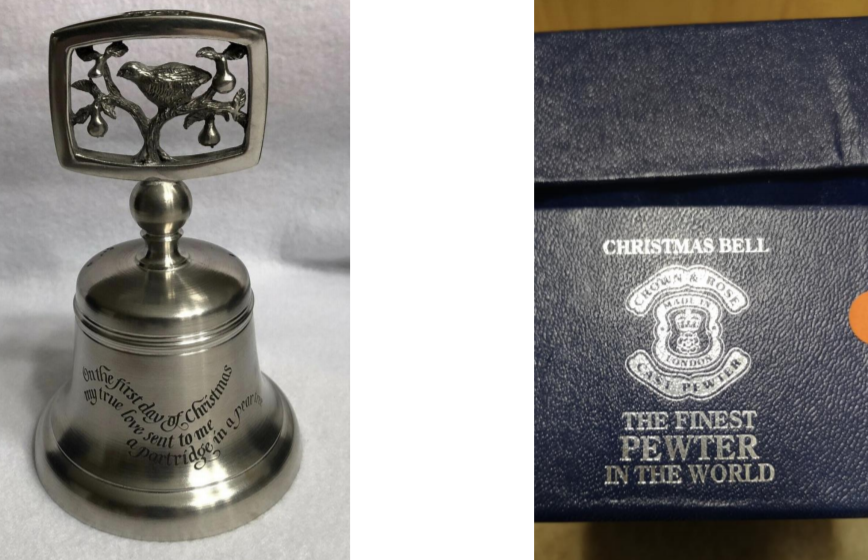 On the first day of Christmas
my true love sent to me
a partridge in a pear
CHRISTMAS BELL
CROWN & ROSE
MADE IN
LONDON
CAST PEWTER
THE FINEST
PEWTER
IN THE WORLD